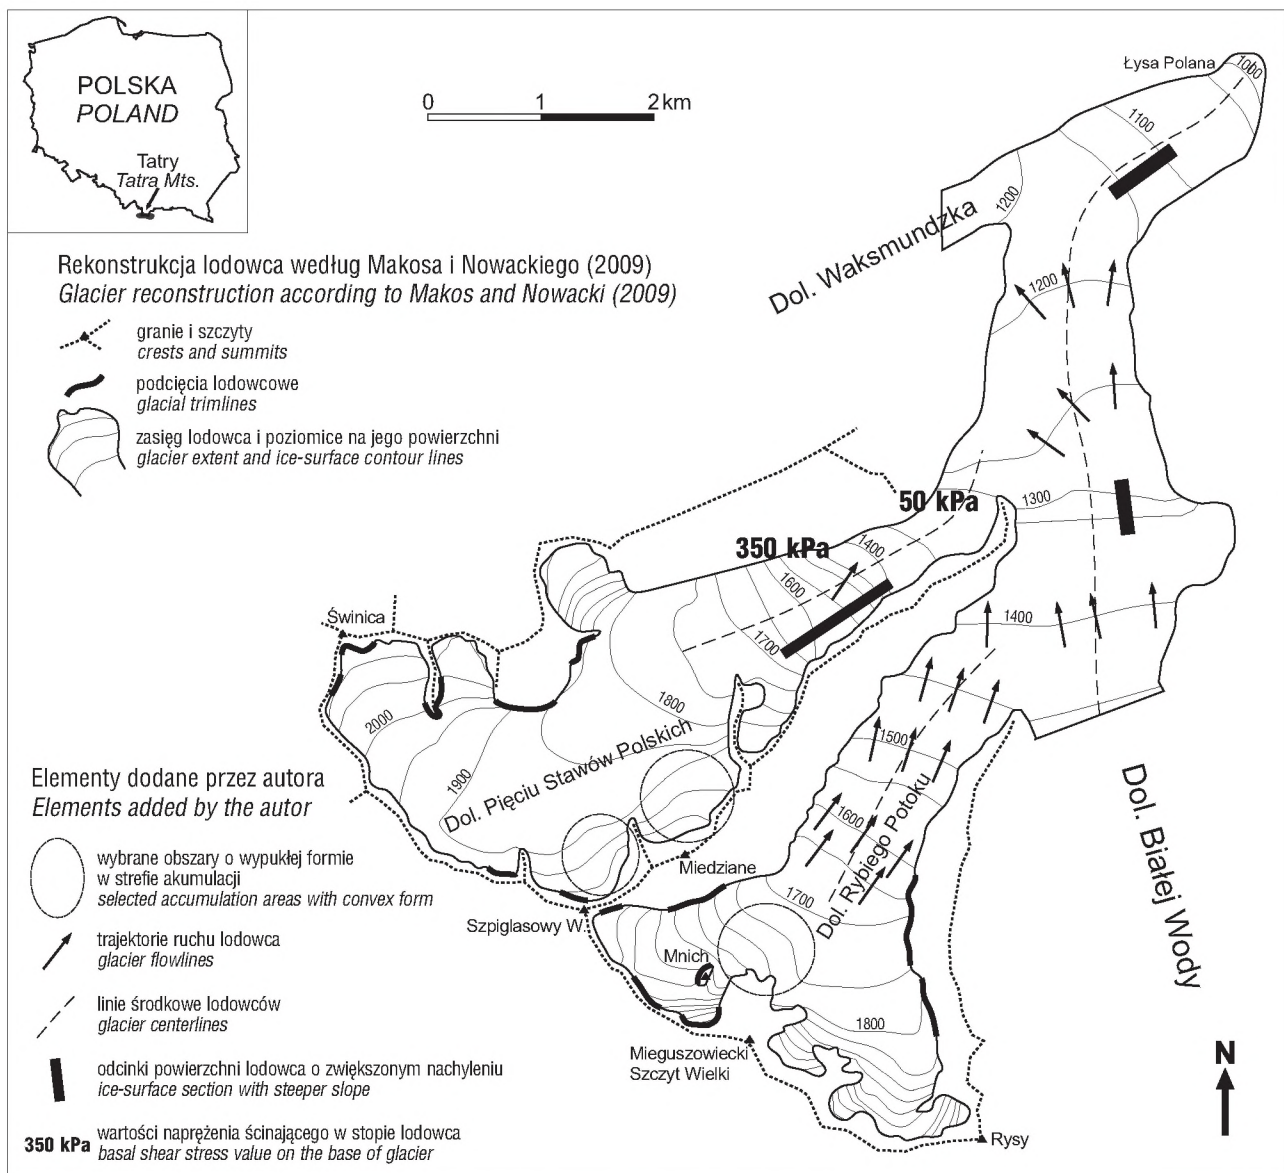 POLSKA
POLAND
Tatry
Tatra Mts.
0 1 2 km
Rekonstrukcja lodowca według Makosa i Nowackiego (2009)
Glacier reconstruction according to Makos and Nowacki (2009)
granie i szczyty
crests and summits
podcięcia lodowcowe
glacial trimlines
zasięg lodowca i poziomice na jego powierzchni
glacier extent and ice-surface contour lines
Łysa Polana
1000
1100
1200
Dol. Waksmundzka
1200
50 kPa
1300
350 kPa
1400
1600
1700
1400
Świnica
1800
2000
1900
Dol. Pięciu Stawów Polskich
1500
1600
Dol. Rybiego Potoku
Dol. Białej Wody
Miedziane
1700
Szpiglasowy W.
Mnich
1800
Mieguszowiecki
Szczyt Wielki
Rysy
N
Elementy dodane przez autora
Elements added by the autor
wybrane obszary o wypukłej formie
w strefie akumulacji
selected accumulation areas with convex form
trajektorie ruchu lodowca
glacier flowlines
linie środkowe lodowców
glacier centerlines
odcinki powierzchni lodowca o zwiększonym nachyleniu
ice-surface section with steeper slope
350 kPa wartości naprężenia ścinającego w stopie lodowca
basal shear stress value on the base of glacier